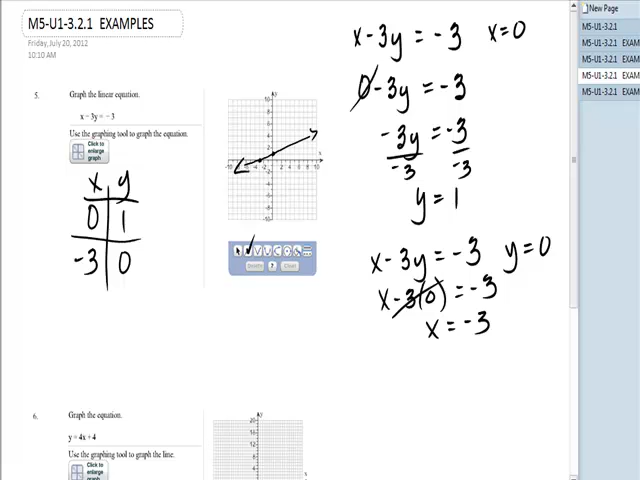 M5-U1-3.2.1 EXAMPLES
Friday, July 20, 2012
10:10 AM
5.
Graph the linear equation.
x − 3y = − 3
Use the graphing tool to graph the equation.
Click to
enlarge
graph
x y
0 1
-3 0
x - 3y = -3 x = 0
0 - 3y = -3
-3y = -3
-3 -3
y = 1
x - 3y = -3 y = 0
x - 3(0) = -3
x = -3
6.
Graph the equation.
y = 4x + 4
Use the graphing tool to graph the line.
Click to
enlarge
graph
New Page
M5-U1-3.2.1
M5-U1-3.2.1 EXAM
M5-U1-3.2.1 EXAM
M5-U1-3.2.1 EXAM
M5-U1-3.2.1 EXAM